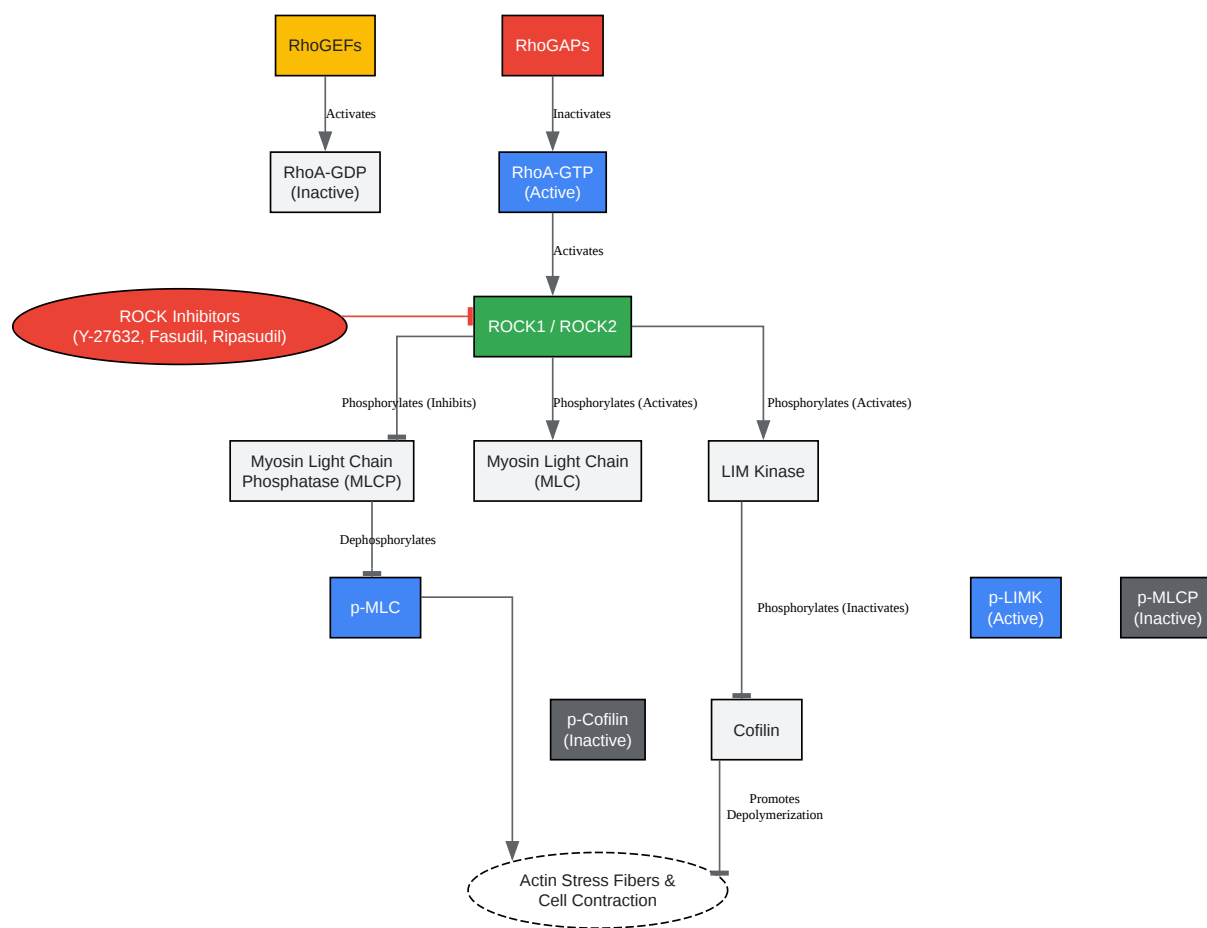 RhoGEFs
RhoGAPs
Activates
Inactivates
RhoA-GDP
(Inactive)
RhoA-GTP
(Active)
Activates
ROCK Inhibitors
(Y-27632, Fasudil, Ripasudil)
ROCK1 / ROCK2
Phosphorylates (Inhibits)
Phosphorylates (Activates)
Phosphorylates (Activates)
Myosin Light Chain
Phosphatase (MLCP)
Myosin Light Chain
(MLC)
LIM Kinase
Dephosphorylates
p-MLC
Phosphorylates (Inactivates)
p-LIMK
(Active)
p-MLCP
(Inactive)
p-Cofilin
(Inactive)
Cofilin
Promotes
Depolymerization
Actin Stress Fibers &
Cell Contraction